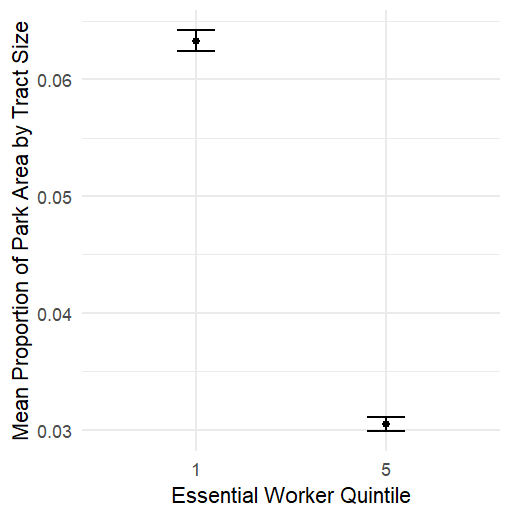 Mean Proportion of Park Area by Tract Size
0.06
0.05
0.04
0.03
1 5
Essential Worker Quintile